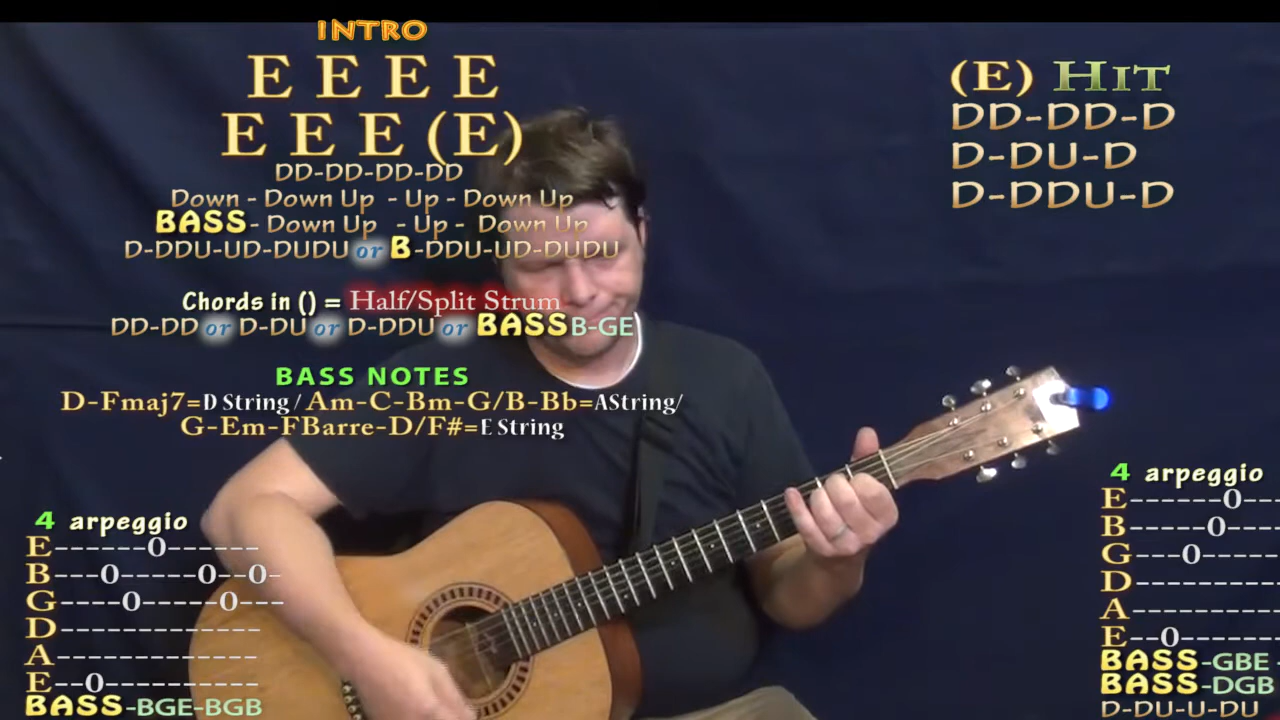 INTRO
E E E E
E E E (E)
DD-DD-DD-DD
Down - Down Up - Up - Down Up
BASS - Down Up - Up - Down Up
D-DDU-UD-DUDU or B-DDU-UD-DUDU
Chords in () = Half/Split Strum
DD-DD or D-DU or D-DDU or BASS B-GE
BASS NOTES
D-Fmaj7=D String / Am-C-Bm-G/B-Bb=AString/
G-Em-FBarre-D/F#=E String
4 arpeggio
E------0------
B---0-----0--0-
G----0-----0---
D-------------
A-------------
E--0----------
BASS-BGE-BGB
(E) HIT
DD-DD-D
D-DU-D
D-DDU-D
4 arpeggio
E------0---
B-----0----
G---0------
D----------
A----------
E--0-------
BASS-GBE-
BASS-DGB
D-DU-U-DU